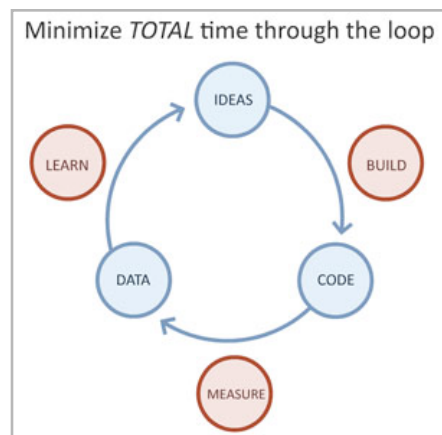 Minimize TOTAL time through the loop
IDEAS
LEARN
BUILD
DATA
CODE
MEASURE